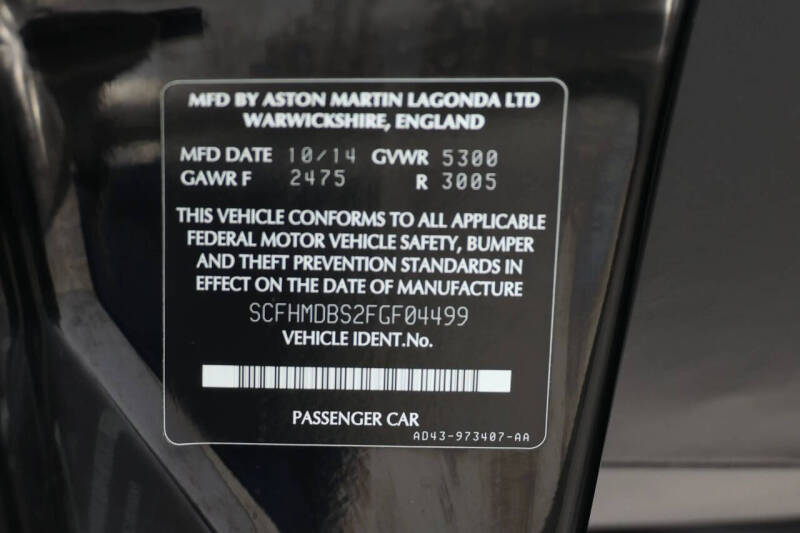 MFD BY ASTON MARTIN LAGONDA LTD
WARWICKSHIRE, ENGLAND
MFD DATE 10/14 GVWR 5300
GAWR F 2475 R 3005
THIS VEHICLE CONFORMS TO ALL APPLICABLE
FEDERAL MOTOR VEHICLE SAFETY, BUMPER
AND THEFT PREVENTION STANDARDS IN
EFFECT ON THE DATE OF MANUFACTURE
SCFHMDBS2FGF04499
VEHICLE IDENT.No.
PASSENGER CAR
AD43-973407-AA